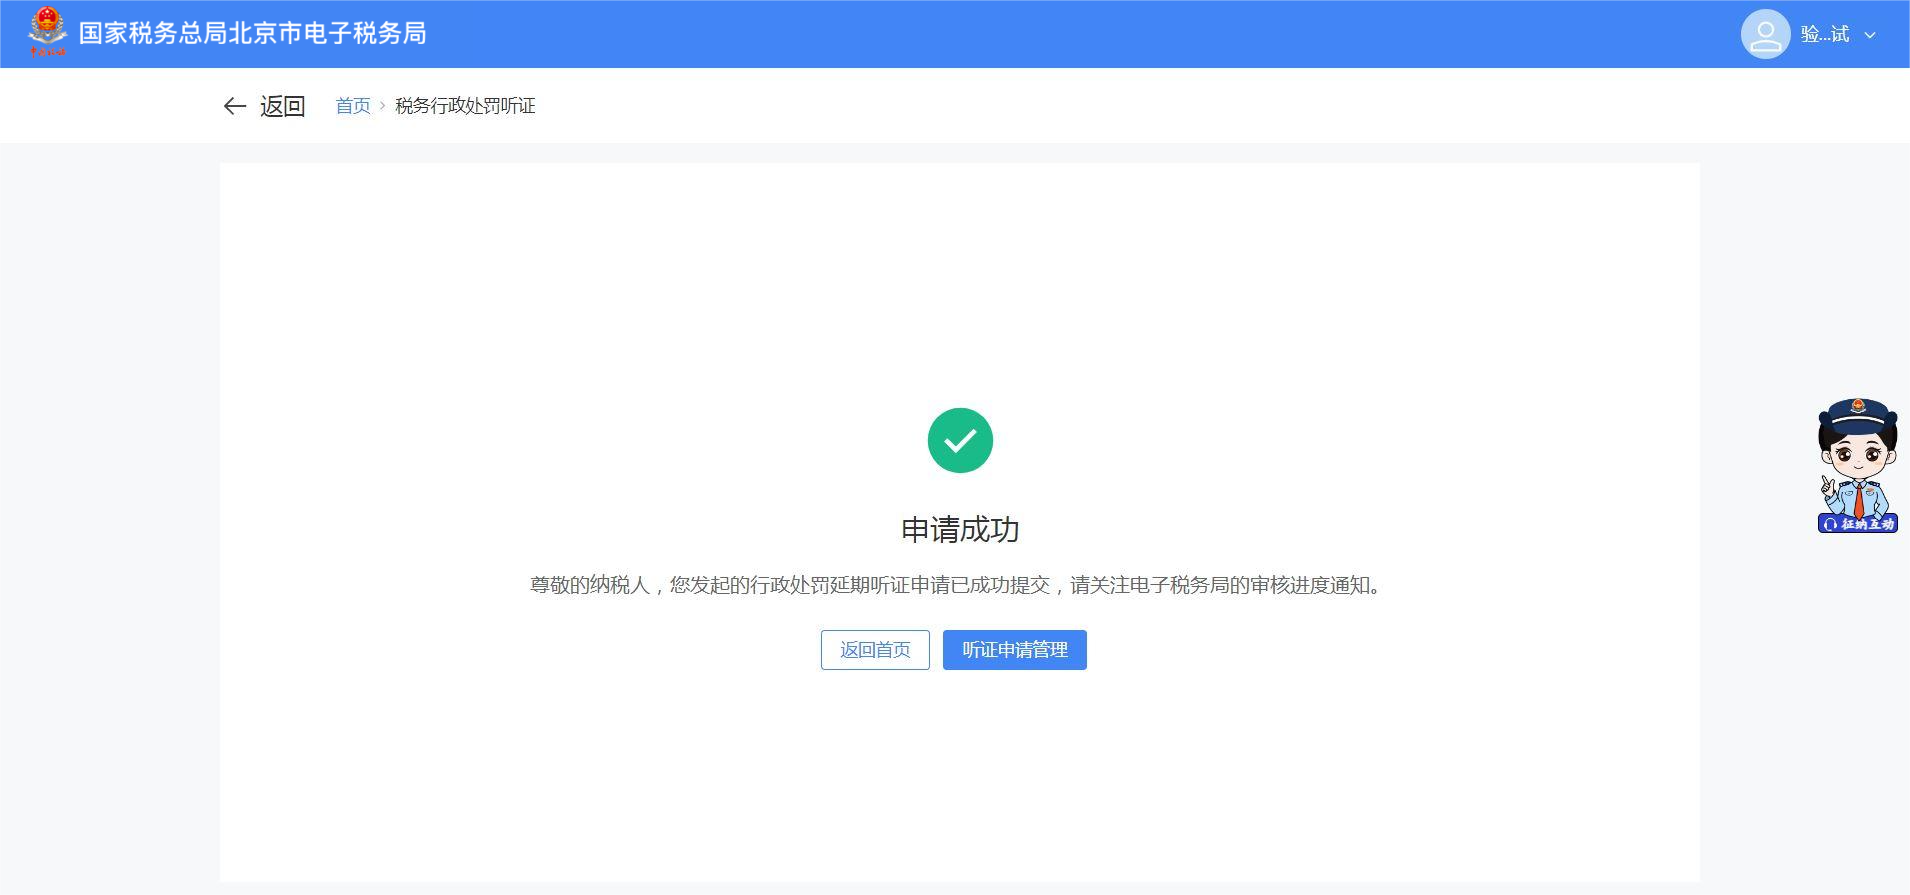 国家税务总局北京市电子税务局
验...试
返回 首页 > 税务行政处罚听证
征纳互动
申请成功
尊敬的纳税人，您发起的行政处罚延期听证申请已成功提交，请关注电子税务局的审核进度通知。
返回首页 听证申请管理